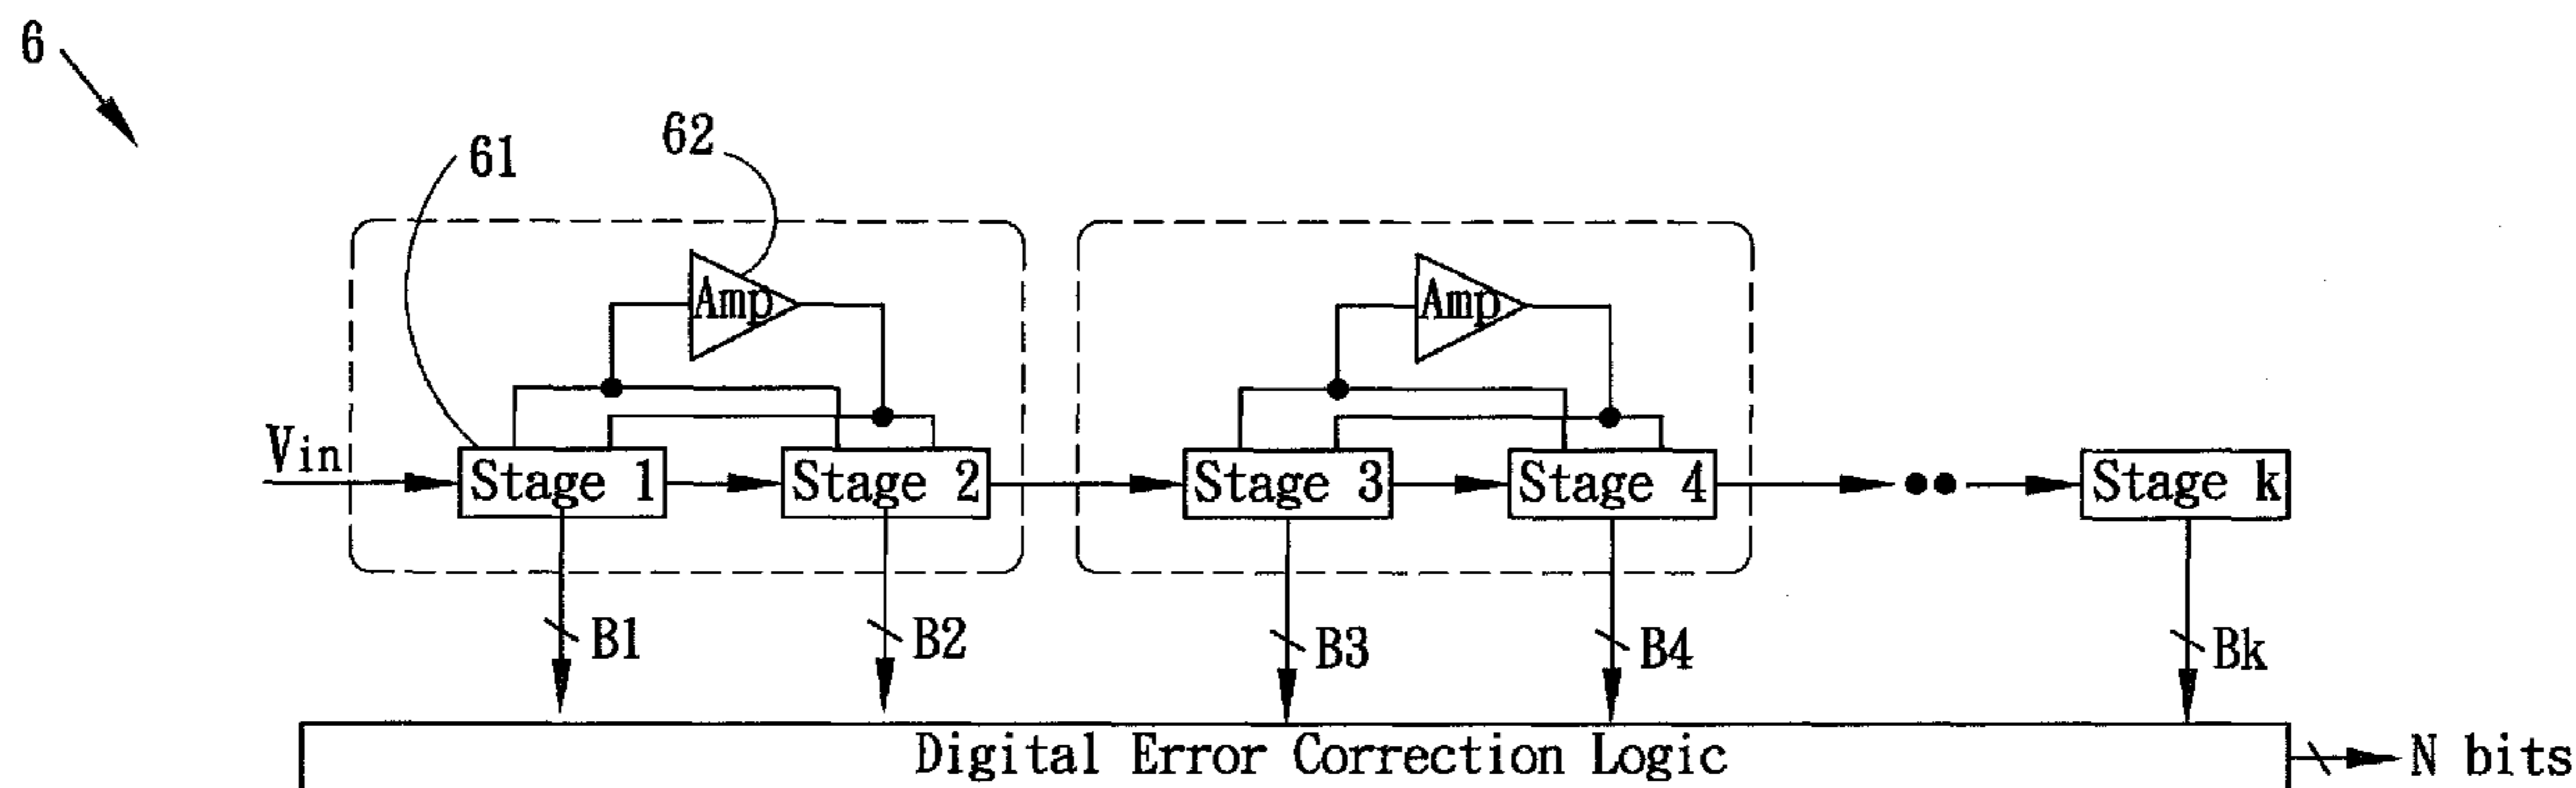 6
61
62
Amp
Amp
Vin
Stage 1
Stage 2
Stage 3
Stage 4
Stage k
B1
B2
B3
B4
Bk
Digital Error Correction Logic
N bits